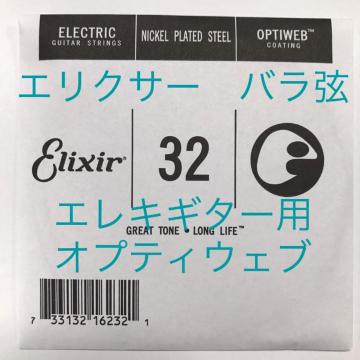 ELECTRIC
GUITAR STRINGS
NICKEL PLATED STEEL
OPTIWEB™
COATING
エリクサー バラ弦
Elixir®
32
エレキギター用
GREAT TONE • LONG LIFE™
オプティウェブ
7 33132 16232 1